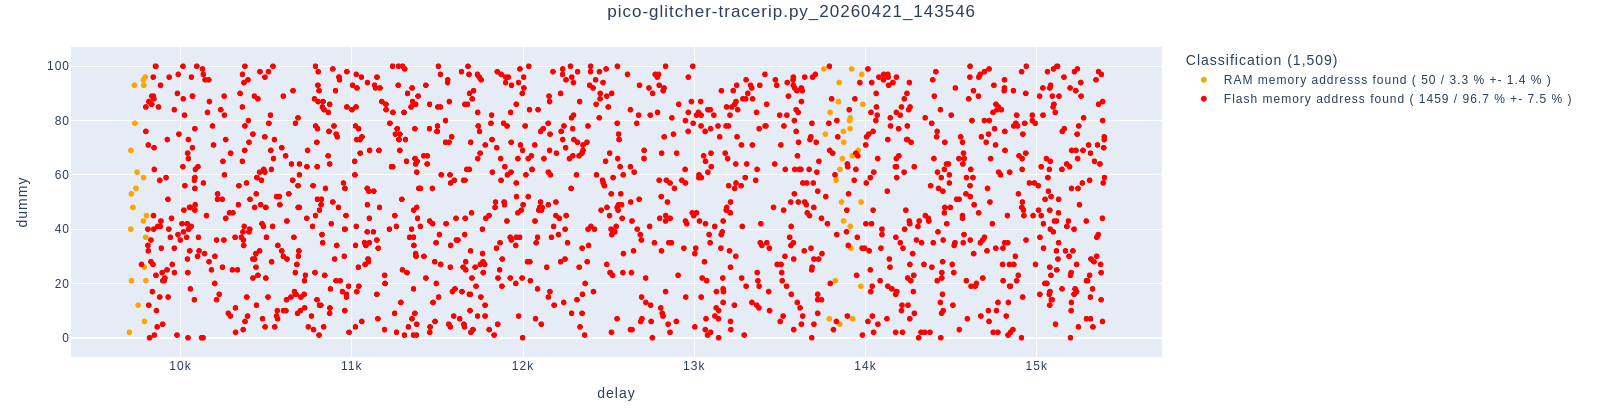 pico-glitcher-tracerip.py_20260421_143546
Classification (1,509)
RAM memory addresss found ( 50 / 3.3 % +- 1.4 % )
Flash memory address found ( 1459 / 96.7 % +- 7.5 % )
dummy
100
80
60
40
20
0
10k
11k
12k
13k
14k
15k
delay